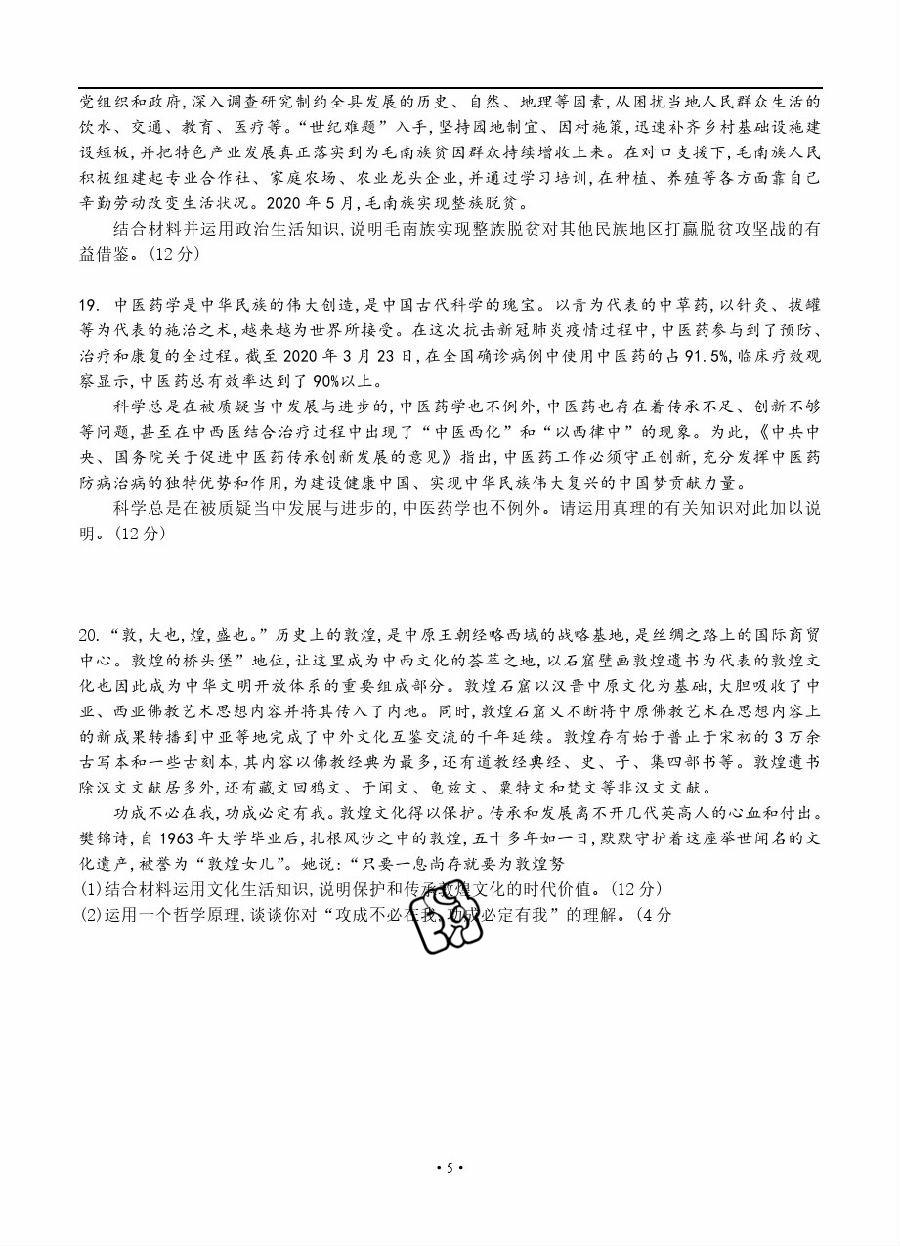 党组织和政府,深入调查研究制约全具发展的历史、自然、地理等因素,从困扰当地人民群众生活的
饮水、交通、教育、医疗等。“世纪难题”入手,坚持园地制宜、因对施策,迅速补齐乡村基础设施建
设短板,并把特色产业发展真正落实到为毛南族贫因群众持续增收上来。在对口支援下,毛南族人民
积极组建起专业合作社、家庭农场、农业龙头企业,并通过学习培训,在种植、养殖等各方面靠自己
辛勤劳动改变生活状况。2020年5月,毛南族实现整族脱贫。
结合材料并运用政治生活知识,说明毛南族实现整族脱贫对其他民族地区打赢脱贫攻坚战的有
益借鉴。(12分)
19. 中医药学是中华民族的伟大创造,是中国古代科学的瑰宝。以青为代表的中草药,以针灸、拔罐
等为代表的施治之术,越来越为世界所接受。在这次抗击新冠肺炎疫情过程中,中医药参与到了预防、
治疗和康复的全过程。截至2020年3月23日,在全国确诊病例中使用中医药的占91.5%,临床疗效观
察显示,中医药总有效率达到了90%以上。
科学总是在被质疑当中发展与进步的,中医药学也不例外,中医药也存在着传承不足、创新不够
等问题,甚至在中西医结合治疗过程中出现了“中医西化”和“以西律中”的现象。为此,《中共中
央、国务院关于促进中医药传承创新发展的意见》指出,中医药工作必须守正创新,充分发挥中医药
防病治病的独特优势和作用,为建设健康中国、实现中华民族伟大复兴的中国梦贡献力量。
科学总是在被质疑当中发展与进步的,中医药学也不例外。请运用真理的有关知识对此加以说
明。(12分)
20.“敦,大也,煌,盛也。”历史上的敦煌,是中原王朝经略西域的战略基地,是丝绸之路上的国际商贸
中心。敦煌的桥头堡”地位,让这里成为中西文化的荟萃之地,以石窟壁画敦煌遗书为代表的敦煌文
化也因此成为中华文明开放体系的重要组成部分。敦煌石窟以汉晋中原文化为基础,大胆吸收了中
亚、西亚佛教艺术思想内容并将其传入了内地。同时,敦煌石窟又不断将中原佛教艺术在思想内容上
的新成果转播到中亚等地完成了中外文化互鉴交流的千年延续。敦煌存有始于普止于宋初的3万余
古写本和一些古刻本,其内容以佛教经典为最多,还有道教经典经、史、子、集四部书等。敦煌遗书
除汉文文献居多外,还有藏文回鸦文、于闻文、龟兹文、粟特文和梵文等非汉文文献。
功成不必在我,功成必定有我。敦煌文化得以保护。传承和发展离不开几代英高人的心血和付出。
樊锦诗,自1963年大学毕业后,扎根风沙之中的敦煌,五十多年如一日,默默守护着这座举世闻名的文
化遗产,被誉为“敦煌女儿”。她说:“只要一息尚存就要为敦煌努
(1)结合材料运用文化生活知识,说明保护和传承敦煌文化的时代价值。(12分)
(2)运用一个哲学原理,谈谈你对“攻成不必在我,功成必定有我”的理解。(4分
·5·